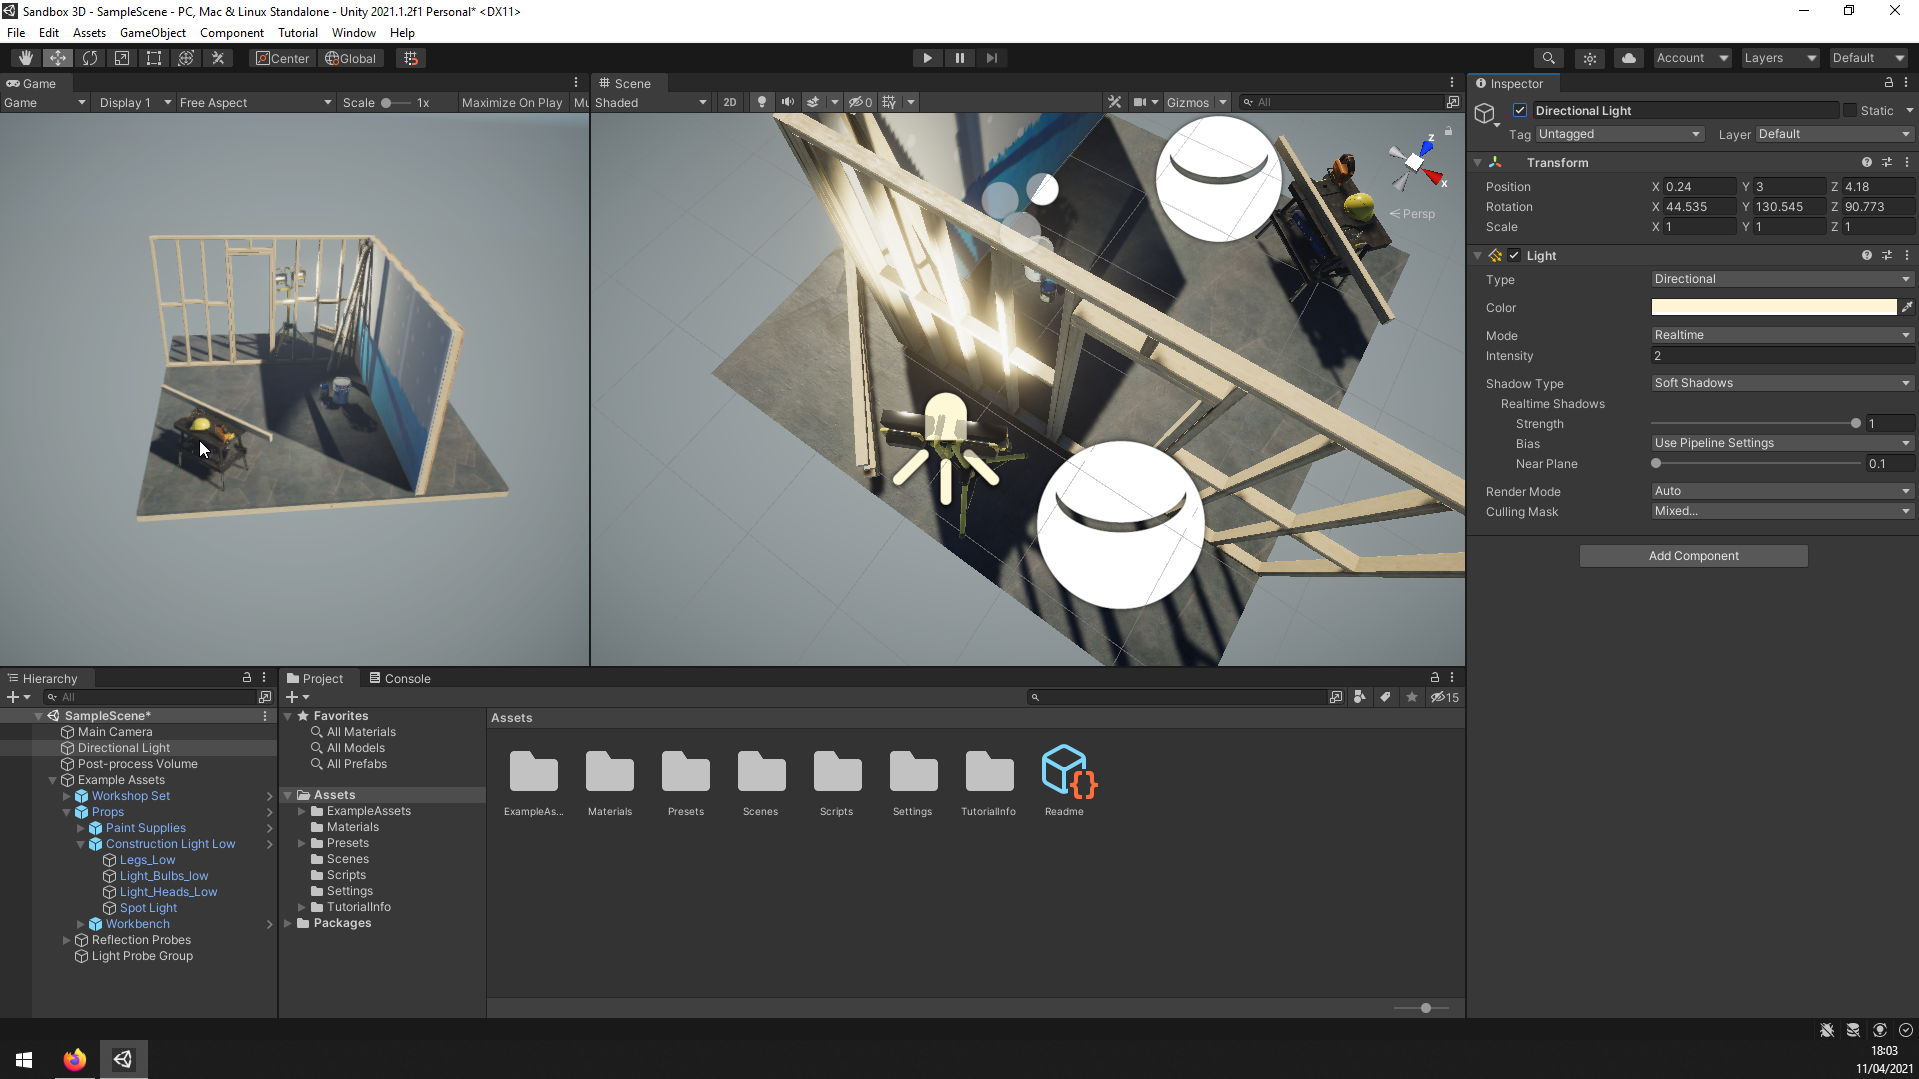 Sandbox 3D - SampleScene - PC, Mac & Linux Standalone - Unity 2021.1.2f1 Personal* <DX11>
File Edit Assets GameObject Component Tutorial Window Help
Center Global Account Layers Default
Game
Game Display 1 Free Aspect Scale 1x Maximize On Play Mu
Scene
Shaded 2D 0 Gizmos All
z
x
Persp
Inspector
Directional Light Static
Tag Untagged Layer Default
Transform
Position X 0.24 Y 3 Z 4.18
Rotation X 44.535 Y 130.545 Z 90.773
Scale X 1 Y 1 Z 1
Light
Type Directional
Color
Mode Realtime
Intensity 2
Shadow Type Soft Shadows
Realtime Shadows
Strength 1
Bias Use Pipeline Settings
Near Plane 0.1
Render Mode Auto
Culling Mask Mixed...
Add Component
Hierarchy
All
SampleScene*
Main Camera
Directional Light
Post-process Volume
Example Assets
Workshop Set
Props
Paint Supplies
Construction Light Low
Legs_Low
Light_Bulbs_low
Light_Heads_Low
Spot Light
Workbench
Reflection Probes
Light Probe Group
Project Console
15
Favorites
All Materials
All Models
All Prefabs
Assets
ExampleAssets
Materials
Presets
Scenes
Scripts
Settings
TutorialInfo
Packages
Assets
ExampleAs... Materials Presets Scenes Scripts Settings TutorialInfo Readme
18:03
11/04/2021